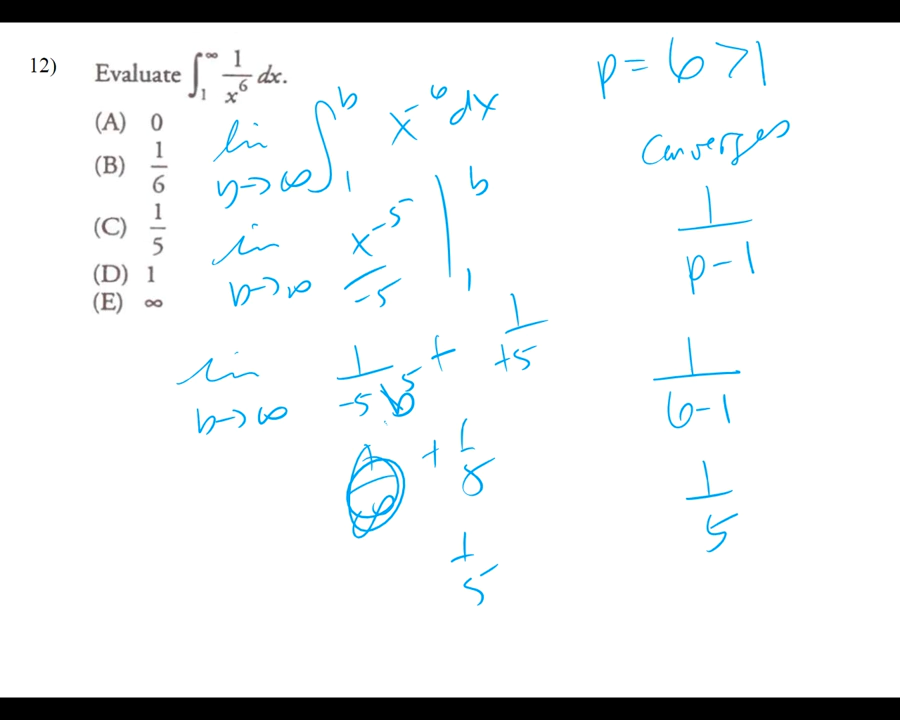 12) Evaluate ∫₁^∞ 1/x⁶ dx.
(A) 0
(B) 1/6
(C) 1/5
(D) 1
(E) ∞
lim b→∞ ∫₁^b x⁻⁶ dx
lim b→∞ x⁻⁵/-5 |₁^b
lim b→∞ 1/-5b⁵ + 1/+5
+ 1/5
1/5
p = 6 > 1
Converges
1/p-1
1/6-1
1/5